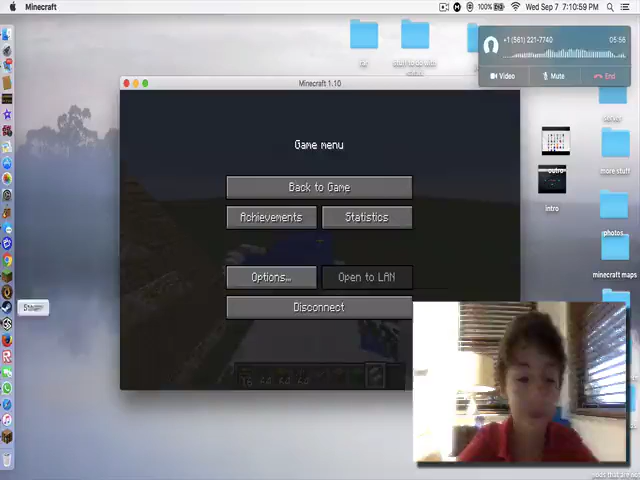 Minecraft
100%
Wed Sep 7 7:10:59 PM
+1 (561) 221-7740
05:56
Video
Mute
End
Minecraft 1.10
Game menu
Back to Game
Achievements
Statistics
Options...
Open to LAN
Disconnect
outro
intro
more stuff
photos...
minecraft maps